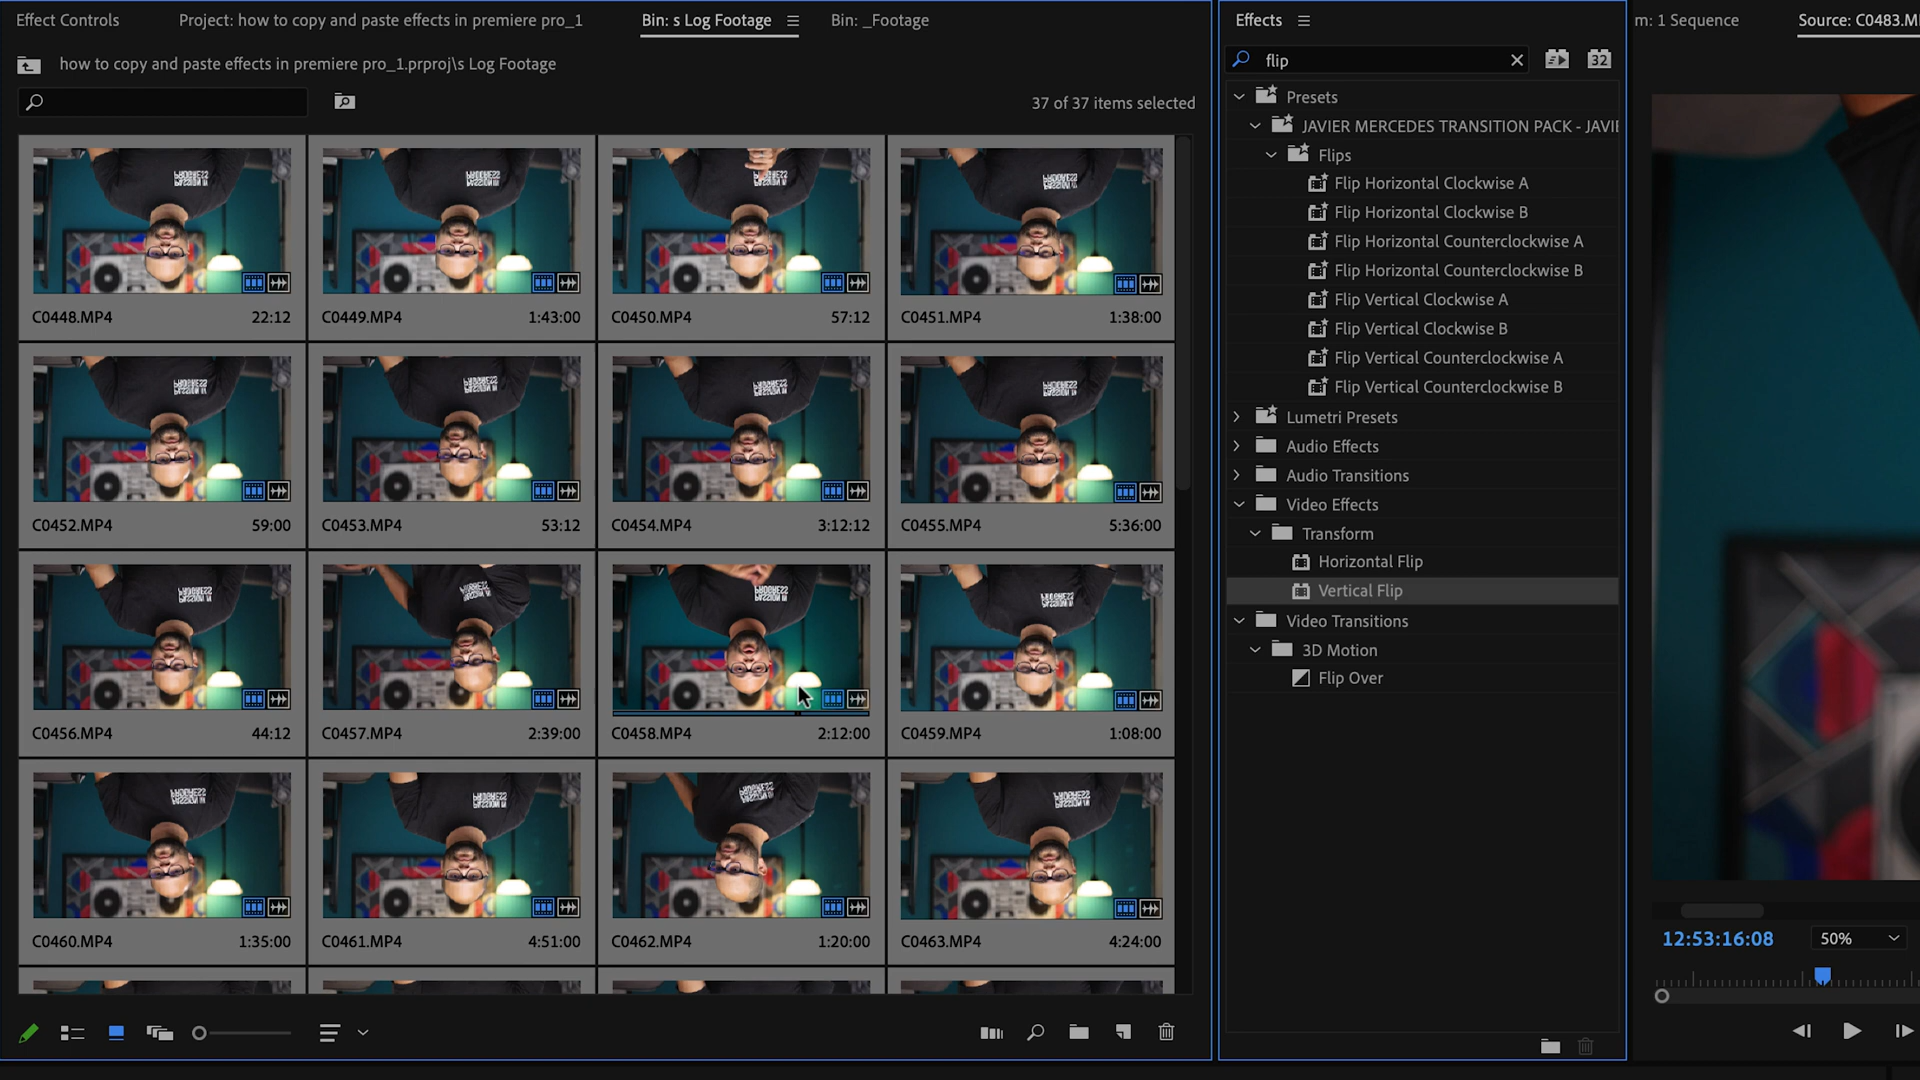 Effect Controls
Project: how to copy and paste effects in premiere pro_1
Bin: s Log Footage
Bin: _Footage
how to copy and paste effects in premiere pro_1.prproj\s Log Footage
37 of 37 items selected
C0448.MP4 22:12
C0449.MP4 1:43:00
C0450.MP4 57:12
C0451.MP4 1:38:00
C0452.MP4 59:00
C0453.MP4 53:12
C0454.MP4 3:12:12
C0455.MP4 5:36:00
C0456.MP4 44:12
C0457.MP4 2:39:00
C0458.MP4 2:12:00
C0459.MP4 1:08:00
C0460.MP4 1:35:00
C0461.MP4 4:51:00
C0462.MP4 1:20:00
C0463.MP4 4:24:00
Effects
flip
32
Presets
JAVIER MERCEDES TRANSITION PACK - JAVIE
Flips
Flip Horizontal Clockwise A
Flip Horizontal Clockwise B
Flip Horizontal Counterclockwise A
Flip Horizontal Counterclockwise B
Flip Vertical Clockwise A
Flip Vertical Clockwise B
Flip Vertical Counterclockwise A
Flip Vertical Counterclockwise B
Lumetri Presets
Audio Effects
Audio Transitions
Video Effects
Transform
Horizontal Flip
Vertical Flip
Video Transitions
3D Motion
Flip Over
m: 1 Sequence
Source: C0483.M
12:53:16:08
50%